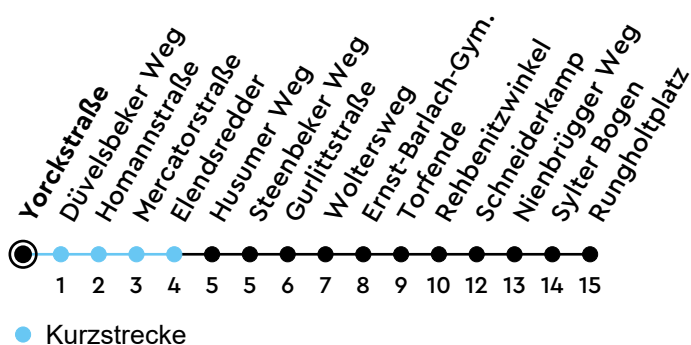 Yorckstraße
Düvelsbeker Weg
Homannstraße
Mercatorstraße
Elendsredder
Husumer Weg
Steenbeker Weg
Gurlittstraße
Woltersweg
Ernst-Barlach-Gym.
Torfende
Rehbenitzwinkel
Schneiderkamp
Nienbrügger Weg
Sylter Bogen
Rungholtplatz
1 2 3 4 5 5 6 7 8 9 10 12 13 14 15
Kurzstrecke